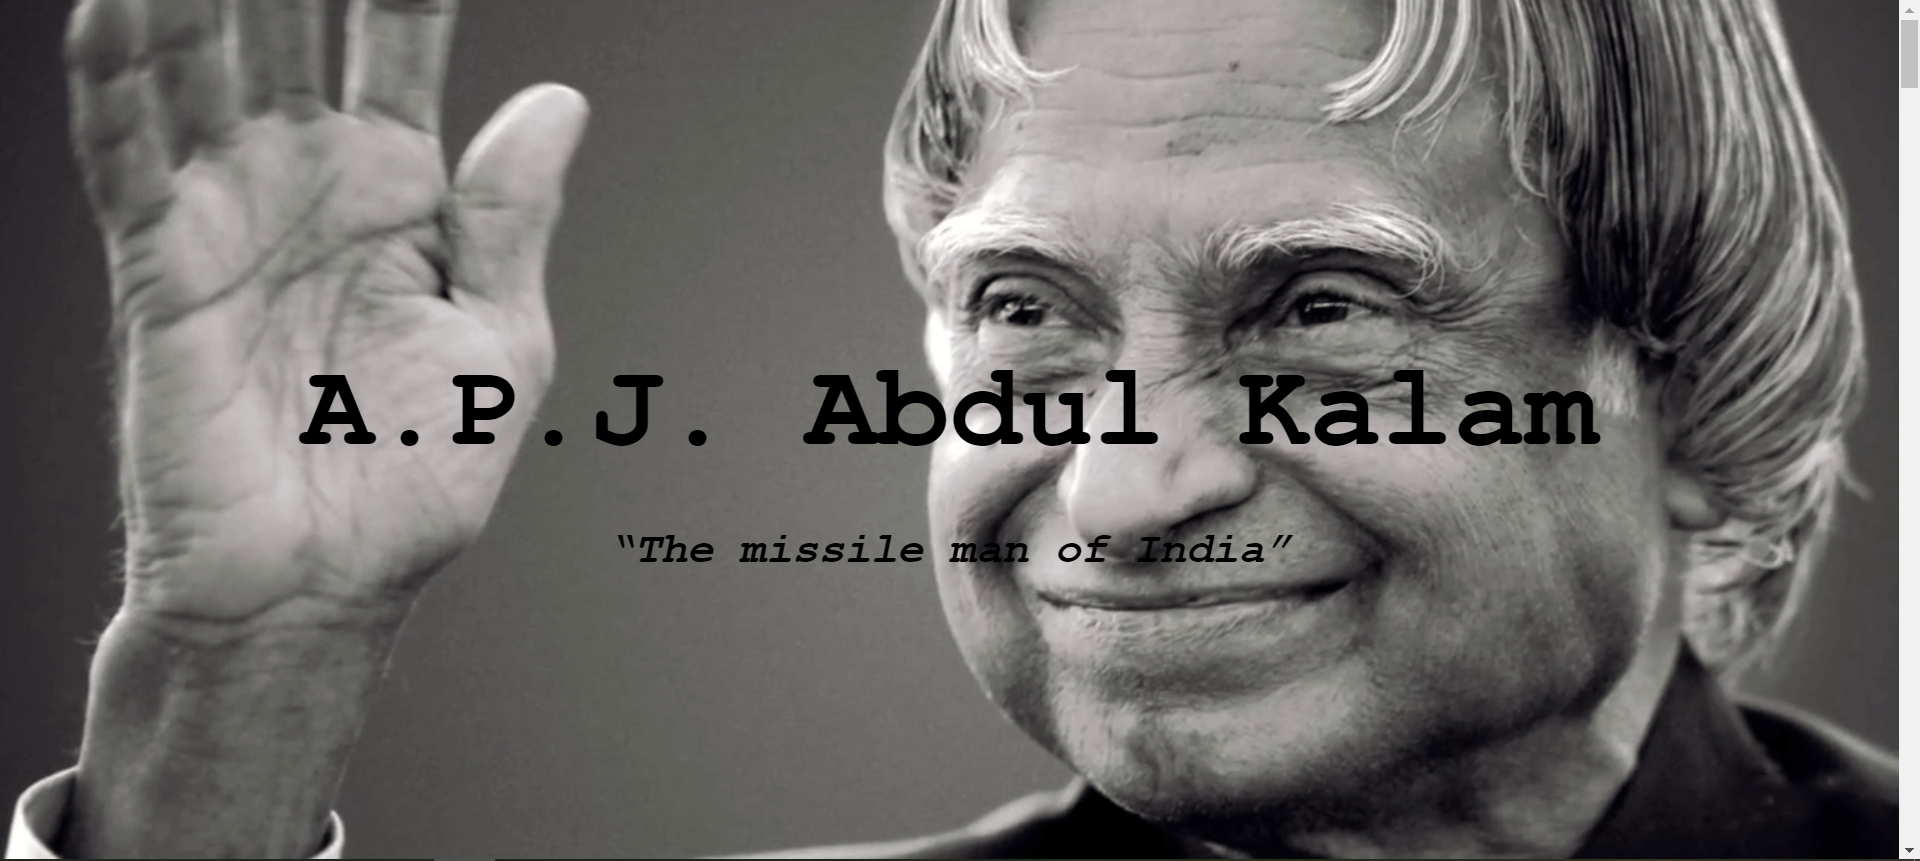 A.P.J. Abdul Kalam
“The missile man of India”